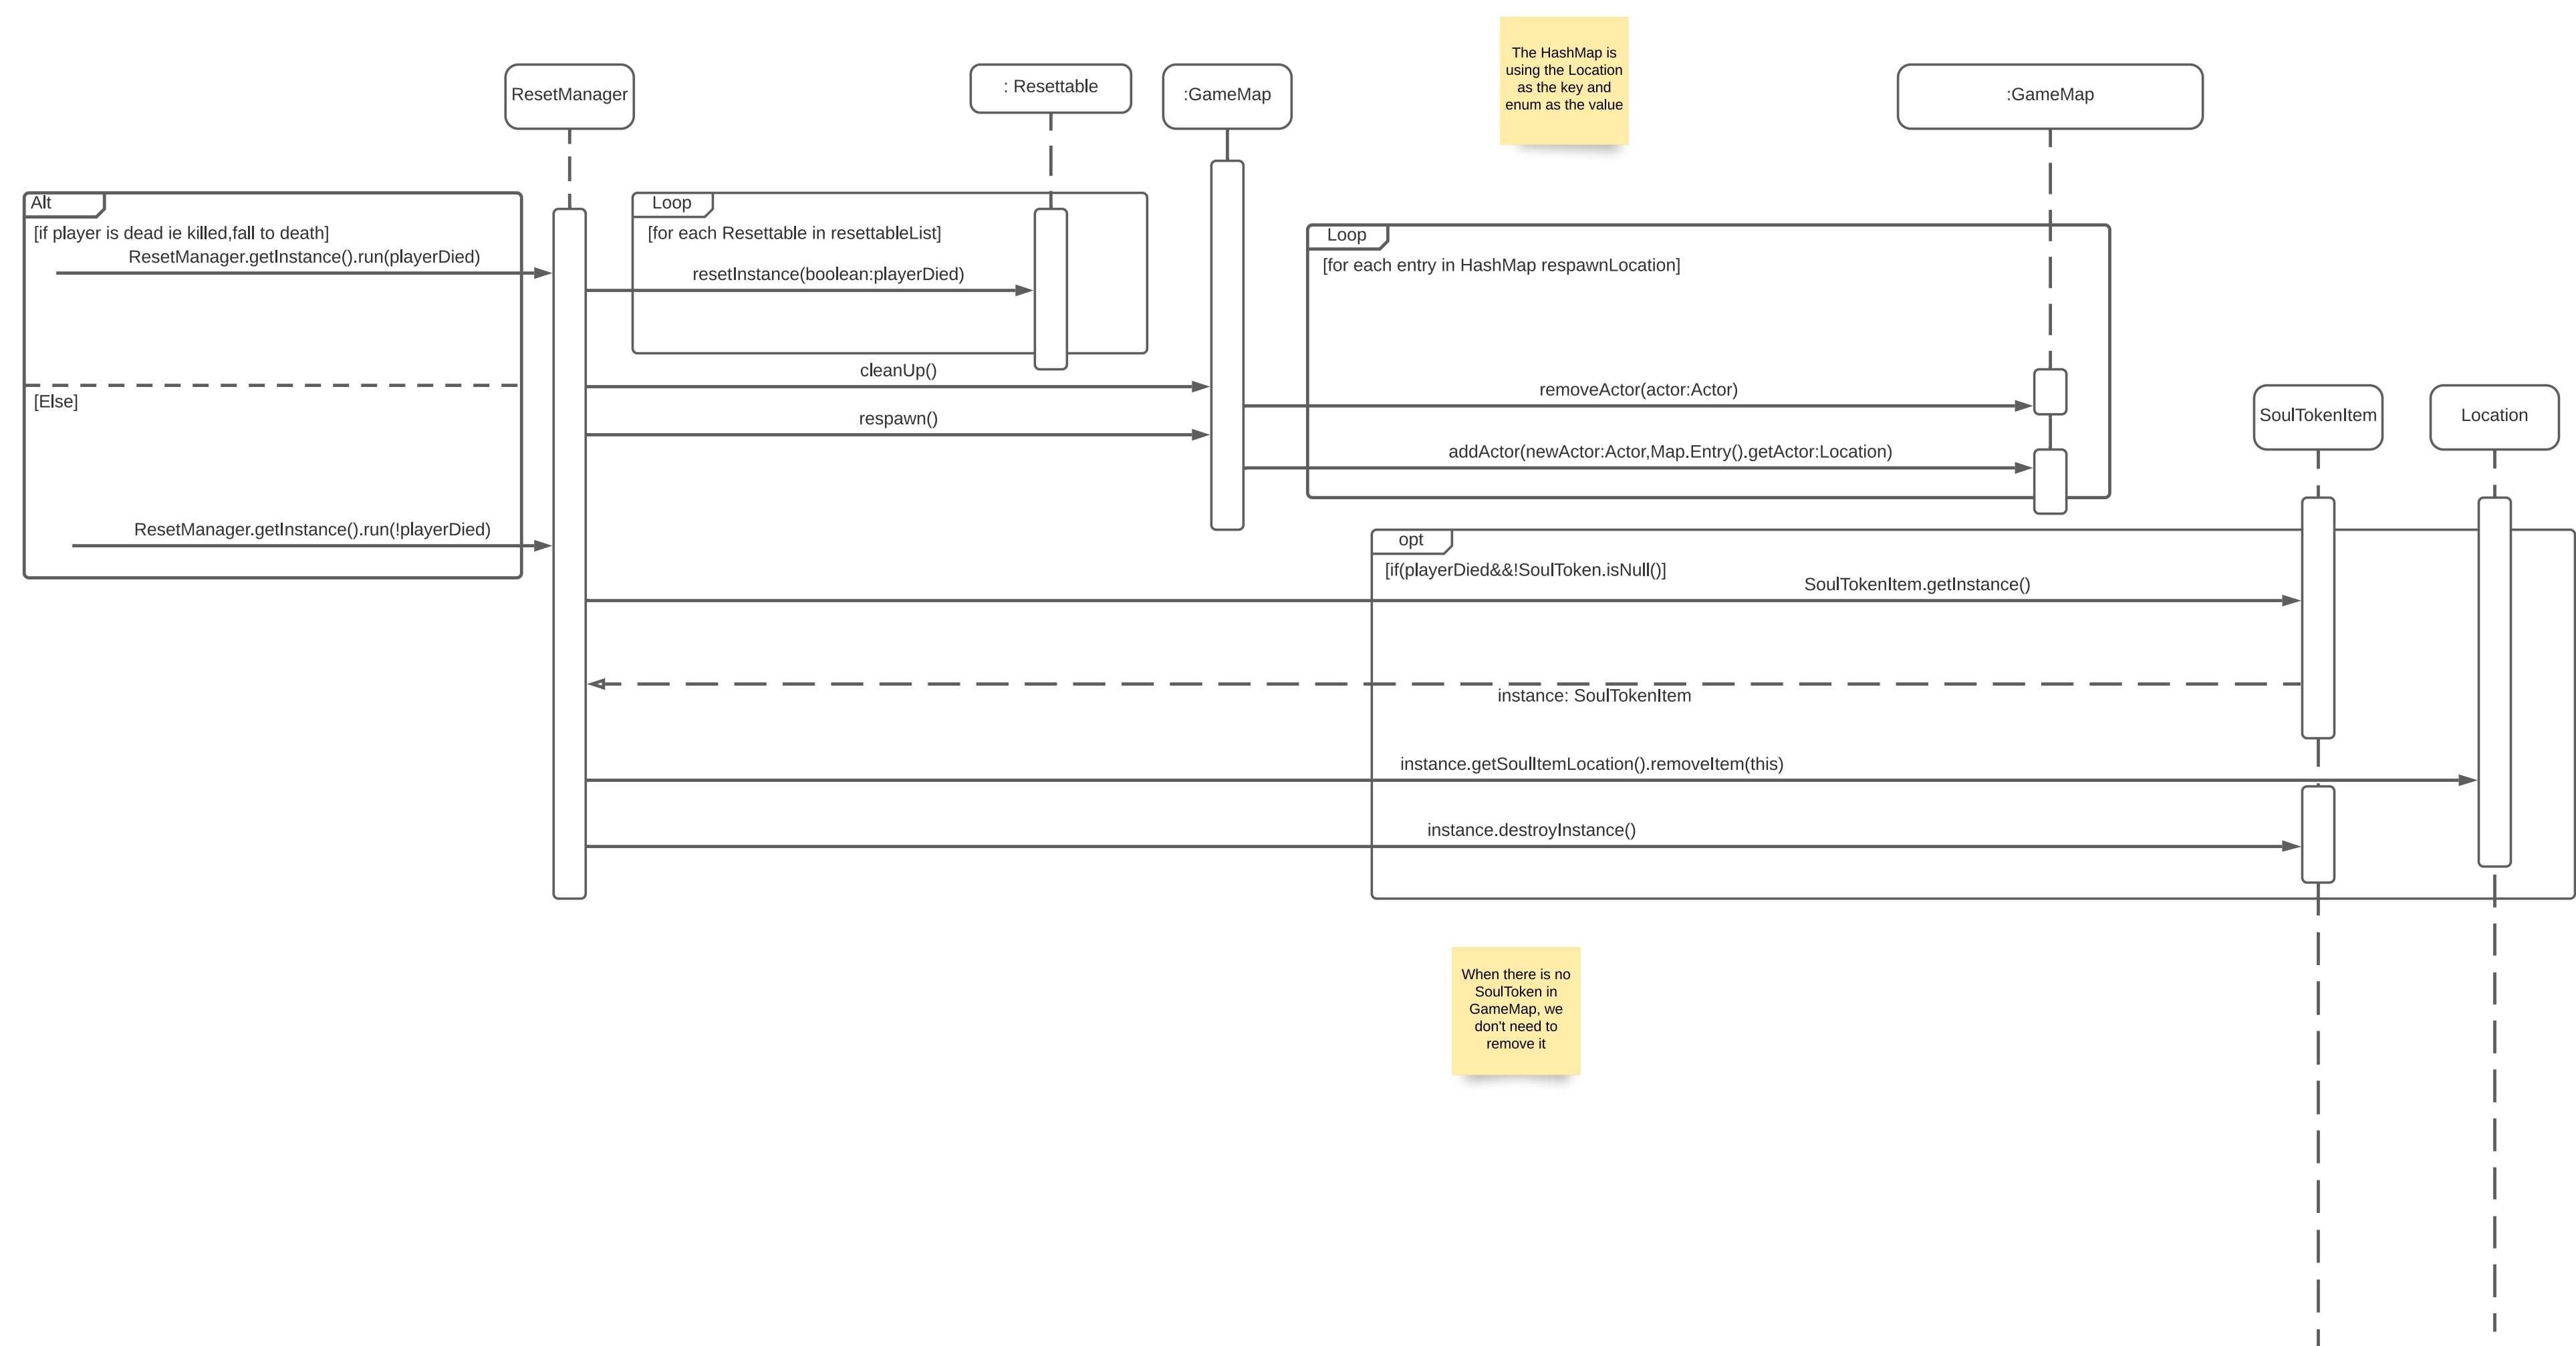 The HashMap is
using the Location
as the key and
enum as the value
ResetManager
: Resettable
:GameMap
:GameMap
Alt
[if player is dead ie killed,fall to death]
ResetManager.getInstance().run(playerDied)
Loop
[for each Resettable in resettableList]
resetInstance(boolean:playerDied)
Loop
[for each entry in HashMap respawnLocation]
cleanUp()
removeActor(actor:Actor)
[Else]
respawn()
SoulTokenItem
Location
addActor(newActor:Actor,Map.Entry().getActor:Location)
ResetManager.getInstance().run(!playerDied)
opt
[if(playerDied&&!SoulToken.isNull()]
SoulTokenItem.getInstance()
instance: SoulTokenItem
instance.getSoulItemLocation().removeItem(this)
instance.destroyInstance()
When there is no
SoulToken in
GameMap, we
don't need to
remove it